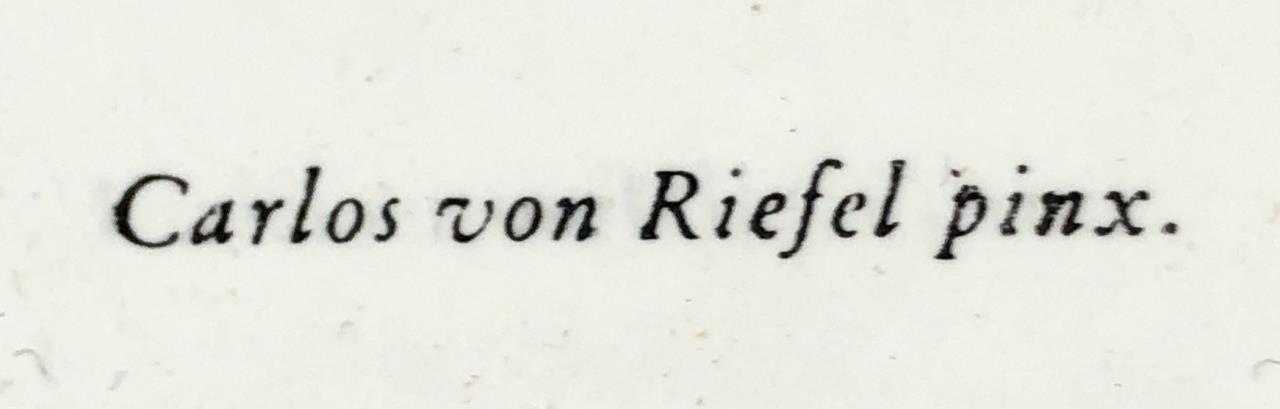 Carlos von Riefel pinx.